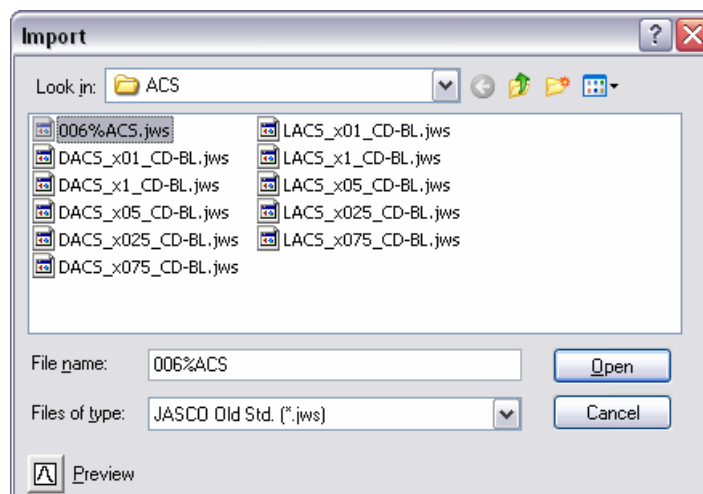 Import
Look in: ACS
006%ACS.jws
DACS_x01_CD-BL.jws
DACS_x1_CD-BL.jws
DACS_x05_CD-BL.jws
DACS_x025_CD-BL.jws
DACS_x075_CD-BL.jws
LACS_x01_CD-BL.jws
LACS_x1_CD-BL.jws
LACS_x05_CD-BL.jws
LACS_x025_CD-BL.jws
LACS_x075_CD-BL.jws
File name: 006%ACS Open
Files of type: JASCO Old Std. (*.jws) Cancel
Preview